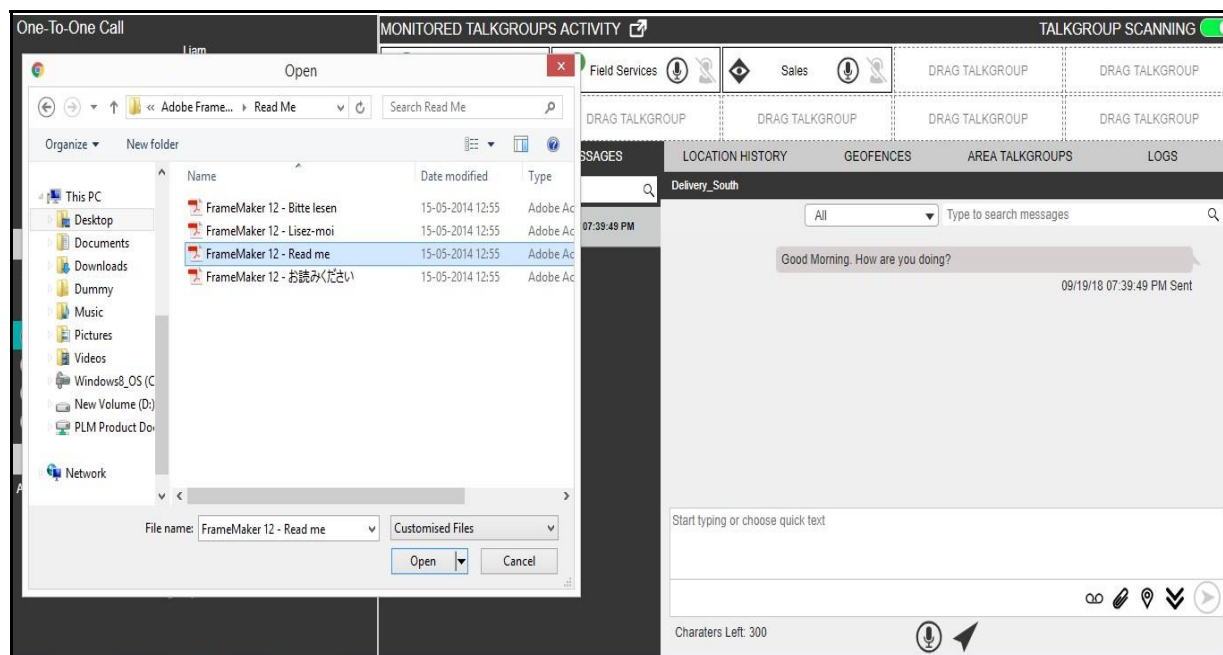 One-To-One Call
Liam
MONITORED TALKGROUPS ACTIVITY
TALKGROUP SCANNING
Field Services
Sales
DRAG TALKGROUP
DRAG TALKGROUP
DRAG TALKGROUP
DRAG TALKGROUP
DRAG TALKGROUP
DRAG TALKGROUP
SSAGES
LOCATION HISTORY
GEOFENCES
AREA TALKGROUPS
LOGS
Open
x
« Adobe Frame... Read Me
Search Read Me
Organize
New folder
Name
Date modified
Type
This PC
Desktop
Documents
Downloads
Dummy
Music
Pictures
Videos
Windows8_OS (C
New Volume (D:)
PLM Product Do
Network
FrameMaker 12 - Bitte lesen 15-05-2014 12:55 Adobe Ac
FrameMaker 12 - Lisez-moi 15-05-2014 12:55 Adobe Ac
FrameMaker 12 - Read me 15-05-2014 12:55 Adobe Ac
FrameMaker 12 - お読みください 15-05-2014 12:55 Adobe Ac
File name: FrameMaker 12 - Read me
Customised Files
Open
Cancel
07:39:49 PM
Delivery_South
All
Type to search messages
Good Morning. How are you doing?
09/19/18 07:39:49 PM Sent
Start typing or choose quick text
Charaters Left: 300